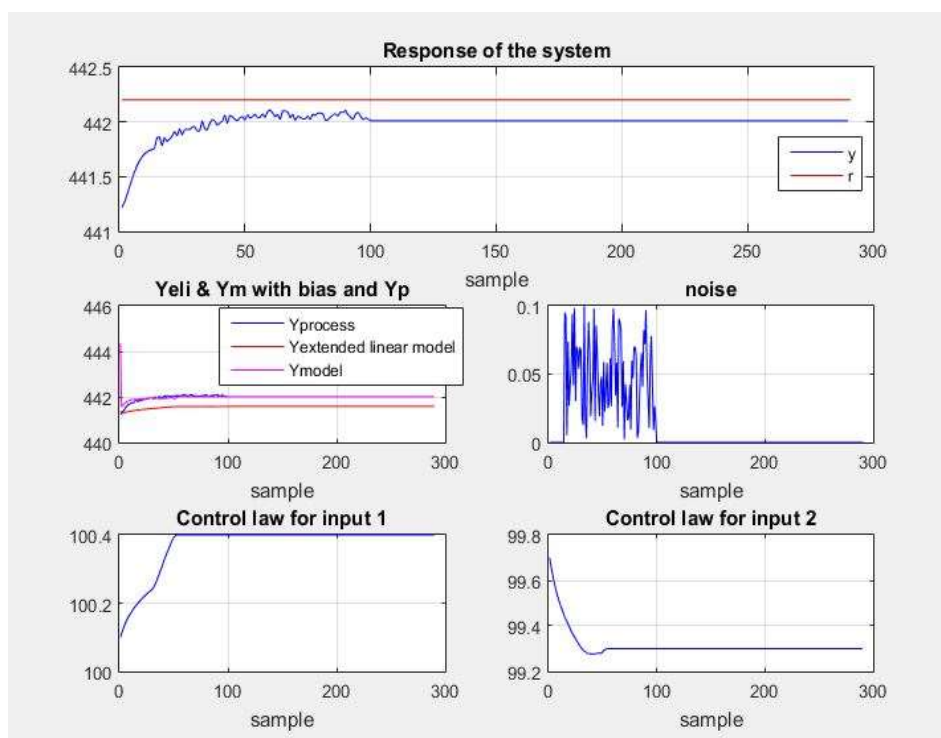 Response of the system
442.5
442
441.5
441
0 50 100 150 200 250 300
sample
y
r
Yeli & Ym with bias and Yp
446
444
442
440
0 100 200 300
sample
Yprocess
Yextended linear model
Ymodel
noise
0.1
0.05
0
0 100 200 300
sample
Control law for input 1
100.4
100.2
100
0 100 200 300
sample
Control law for input 2
99.8
99.6
99.4
99.2
0 100 200 300
sample